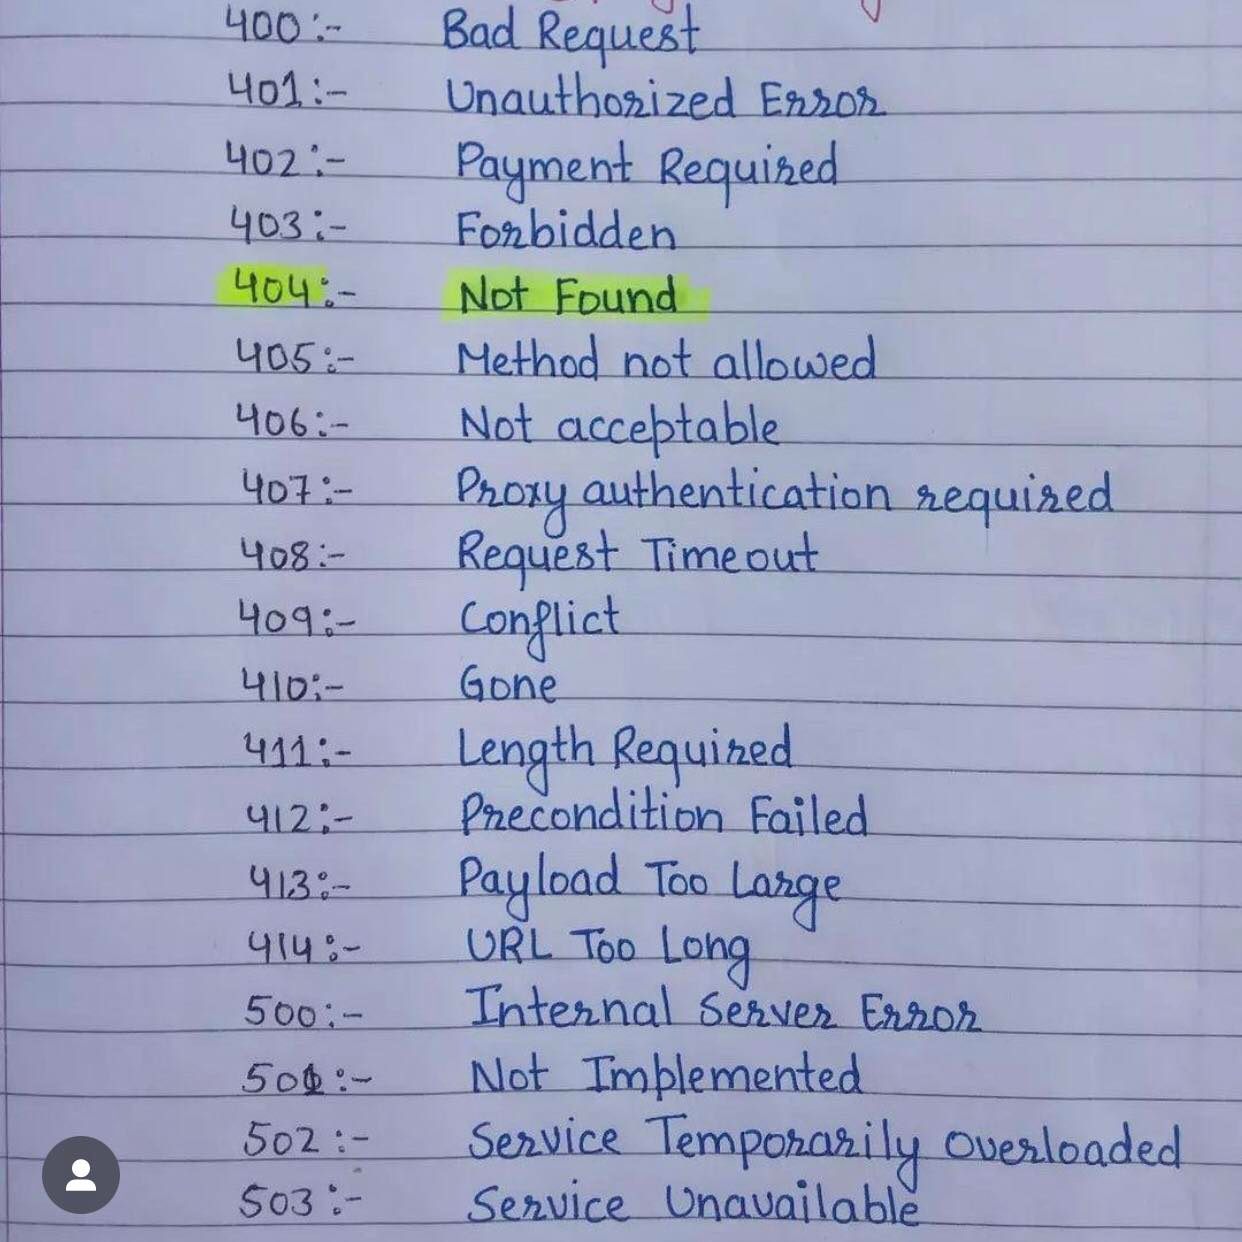 400:- Bad Request
401:- Unauthorized Error
402:- Payment Required
403:- Forbidden
404:- Not Found
405:- Method not allowed
406:- Not acceptable
407:- Proxy authentication required
408:- Request Timeout
409:- Conflict
410:- Gone
411:- Length Required
412:- Precondition Failed
413:- Payload Too Large
414:- URL Too Long
500:- Internal Server Error
501:- Not Implemented
502:- Service Temporarily Overloaded
503:- Service Unavailable